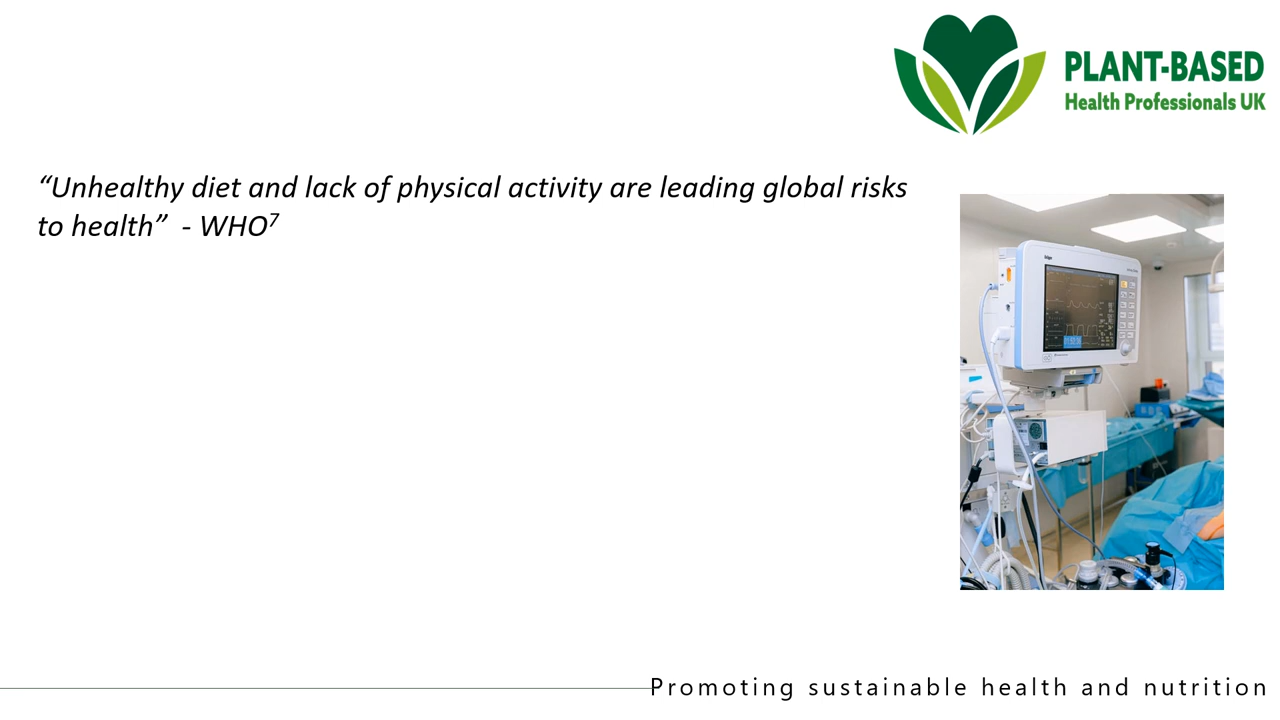 PLANT-BASED
Health Professionals UK
“Unhealthy diet and lack of physical activity are leading global risks
to health”  - WHO⁷
Promoting sustainable health and nutrition